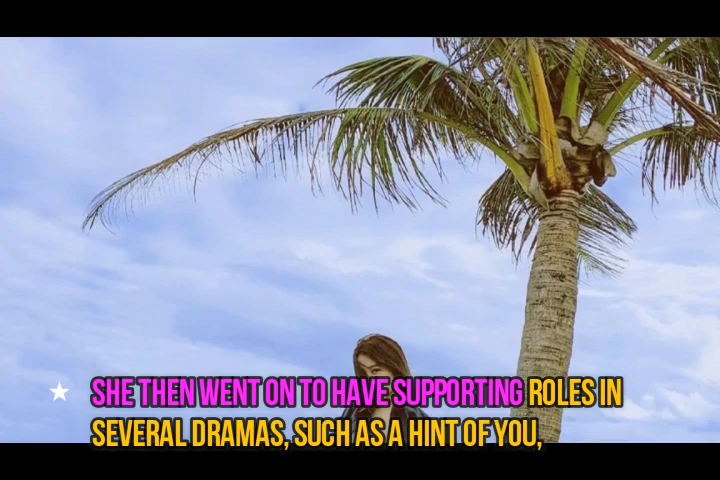 SHE THEN WENT ON TO HAVE SUPPORTING ROLES IN
SEVERAL DRAMAS, SUCH AS A HINT OF YOU,